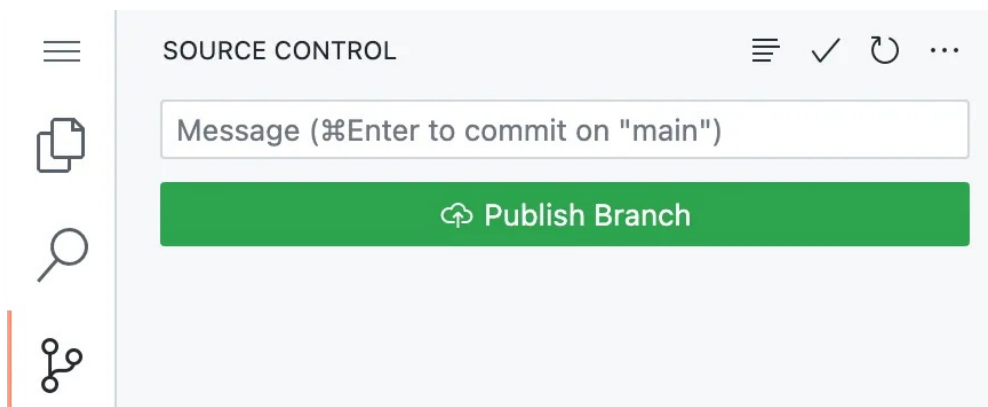 SOURCE CONTROL
Message (⌘Enter to commit on "main")
Publish Branch